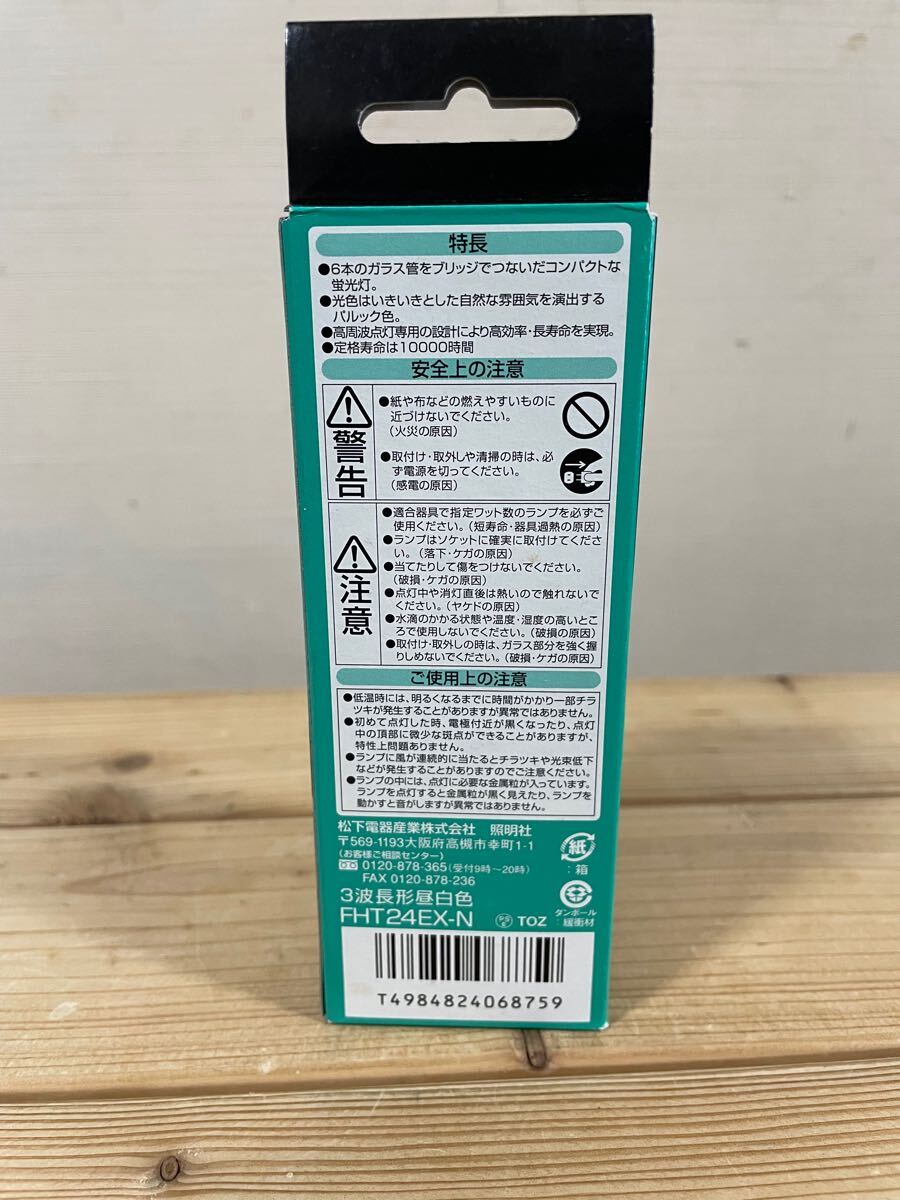 特長
●6本のガラス管をブリッジでつないだコンパクトな
蛍光灯。
●光色はいきいきとした自然な雰囲気を演出する
パルック色。
●高周波点灯専用の設計により高効率・長寿命を実現。
●定格寿命は10000時間
安全上の注意
警告
●紙や布などの燃えやすいものに
近づけないでください。
(火災の原因)
●取付け・取外しや清掃の時は、必
ず電源を切ってください。
(感電の原因)
注意
●適合器具で指定ワット数のランプを必ずご
使用ください。(短寿命・器具過熱の原因)
●ランプはソケットに確実に取付けてくださ
い。(落下・ケガの原因)
●当てたりして傷をつけないでください。
(破損・ケガの原因)
●点灯中や消灯直後は熱いので触れないで
ください。(ヤケドの原因)
●水滴のかかる状態や温度・湿度の高いとこ
ろで使用しないでください。(破損の原因)
●取付け・取外しの時は、ガラス部分を強く握
りしめないでください。(破損・ケガの原因)
ご使用上の注意
●低温時には、明るくなるまでに時間がかかり一部チラ
ツキが発生することがありますが異常ではありません。
●初めて点灯した時、電極付近が黒くなったり、点灯
中の頂部に微少な斑点ができることがありますが、
特性上問題ありません。
●ランプに風が連続的に当たるとチラツキや光束低下
などが発生することがありますのでご注意ください。
●ランプの中には、点灯に必要な金属粒が入っています。
ランプを点灯すると金属粒が黒く見えたり、ランプを
動かすと音がしますが異常ではありません。
松下電器産業株式会社 照明社
〒569-1193大阪府高槻市幸町1-1
(お客様ご相談センター)
0120-878-365(受付9時〜20時)
FAX 0120-878-236
3波長形昼白色
FHT24EX-N
PS E TOZ
紙
:箱
ダンボール
:緩衝材
T4984824068759